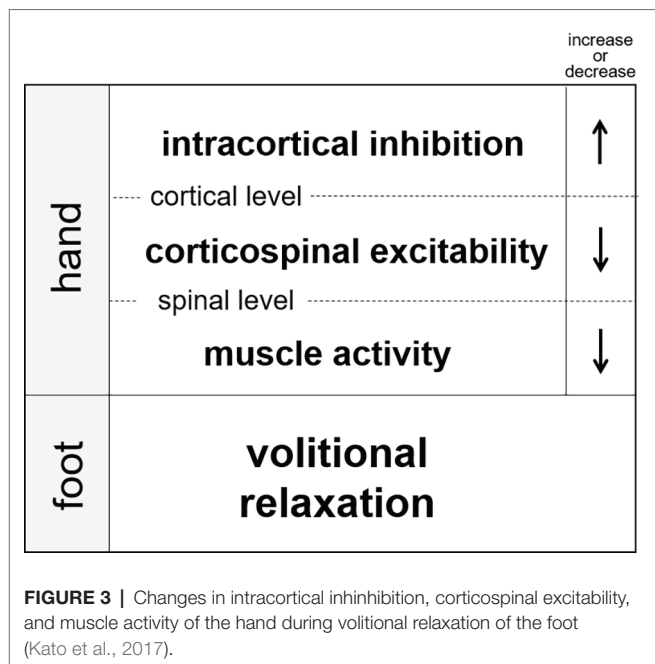 increase
or
decrease
hand
intracortical inhibition
↑
cortical level
corticospinal excitability
↓
spinal level
muscle activity
↓
foot
volitional
relaxation
FIGURE 3 | Changes in intracortical inhinhibition, corticospinal excitability,
and muscle activity of the hand during volitional relaxation of the foot
(Kato et al., 2017).